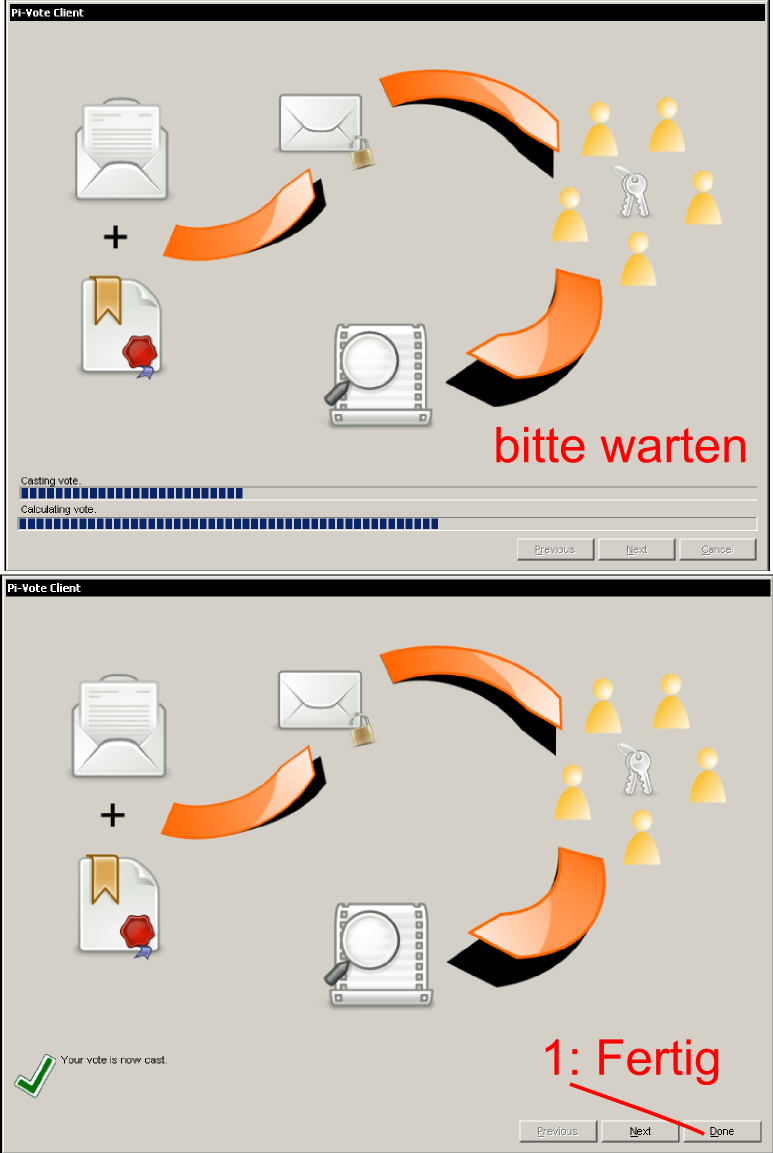 Pi-Vote Client
bitte warten
Casting vote.
Calculating vote.
Previous Next Cancel
Pi-Vote Client
1: Fertig
Your vote is now cast.
Previous Next Done